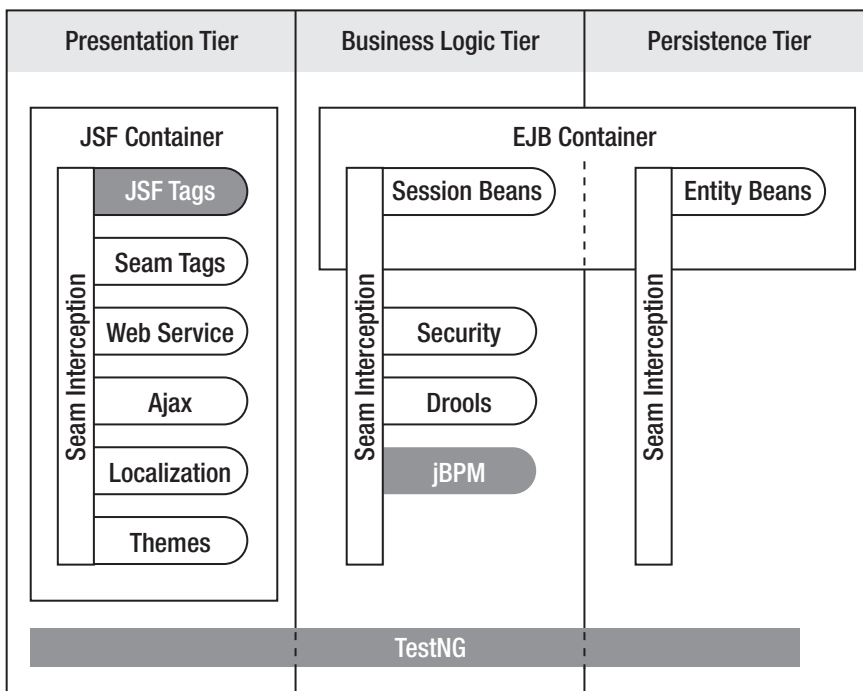 Presentation Tier
Business Logic Tier
Persistence Tier
JSF Container
EJB Container
Seam Interception
JSF Tags
Seam Tags
Web Service
Ajax
Localization
Themes
Seam Interception
Session Beans
Security
Drools
jBPM
Seam Interception
Entity Beans
TestNG